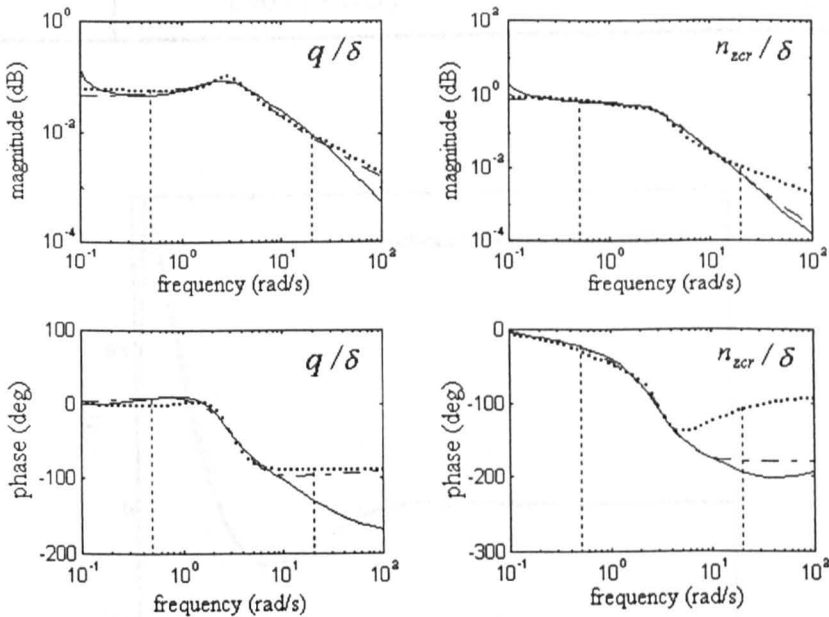 q/δ
magnitude (dB)
10^0
10^-2
10^-4
10^-1
10^0
10^1
10^2
frequency (rad/s)
n_zcr/δ
magnitude (dB)
10^2
10^0
10^-2
10^-4
10^-1
10^0
10^1
10^2
frequency (rad/s)
q/δ
phase (deg)
100
0
-100
-200
10^-1
10^0
10^1
10^2
frequency (rad/s)
n_zcr/δ
phase (deg)
0
-100
-200
-300
10^-1
10^0
10^1
10^2
frequency (rad/s)